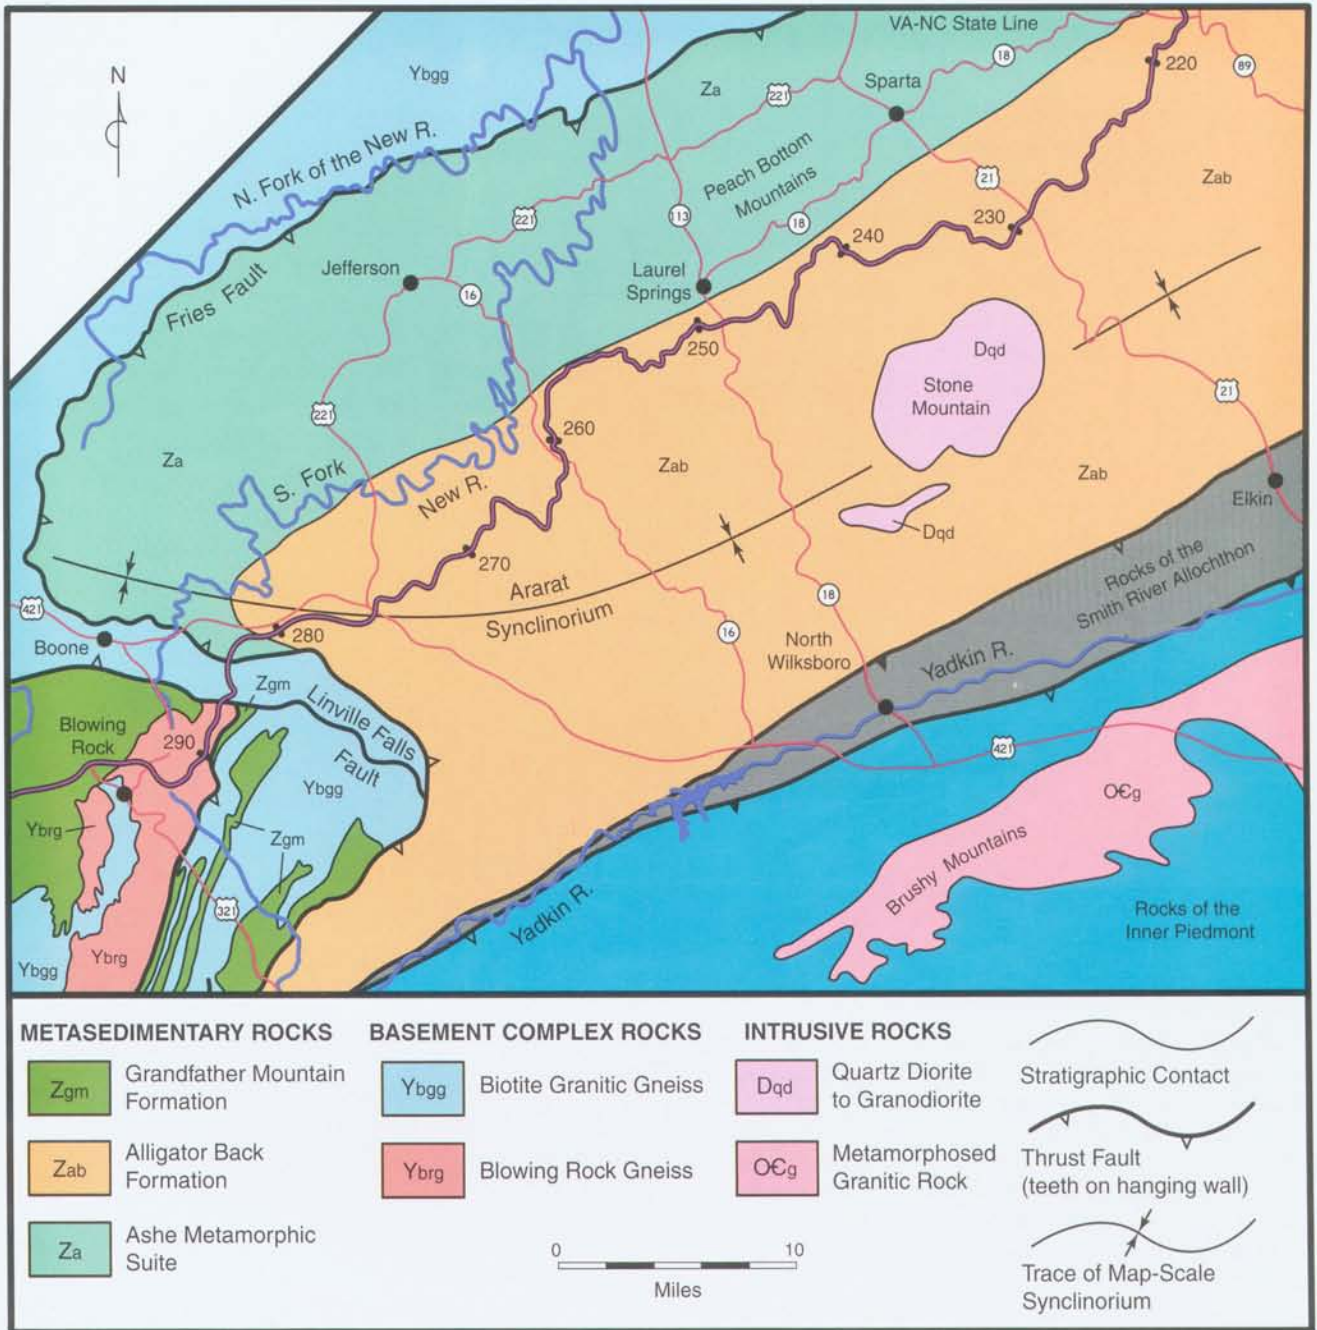 VA-NC State Line
N
Ybgg
Za
221
Sparta
18
89
220
N. Fork of the New R.
Peach Bottom
Mountains
21
Zab
221
113
18
230
240
Fries Fault
Jefferson
16
Laurel
Springs
250
Dqd
Stone
Mountain
221
21
260
Za
S. Fork
New R.
Zab
Zab
Elkin
Dqd
270
Ararat
Synclinorium
Rocks of the
Smith River Allochthon
421
Boone
280
16
18
North
Wilksboro
Yadkin R.
Zgm
Linville Falls
Fault
Blowing
Rock
290
Ybgg
421
OЄg
Ybrg
Zgm
Brushy Mountains
321
Yadkin R.
Rocks of the
Inner Piedmont
Ybgg
Ybrg
METASEDIMENTARY ROCKS
Zgm
Grandfather Mountain
Formation
Zab
Alligator Back
Formation
Za
Ashe Metamorphic
Suite
BASEMENT COMPLEX ROCKS
Ybgg
Biotite Granitic Gneiss
Ybrg
Blowing Rock Gneiss
0
10
Miles
INTRUSIVE ROCKS
Dqd
Quartz Diorite
to Granodiorite
OЄg
Metamorphosed
Granitic Rock
Stratigraphic Contact
Thrust Fault
(teeth on hanging wall)
Trace of Map-Scale
Synclinorium